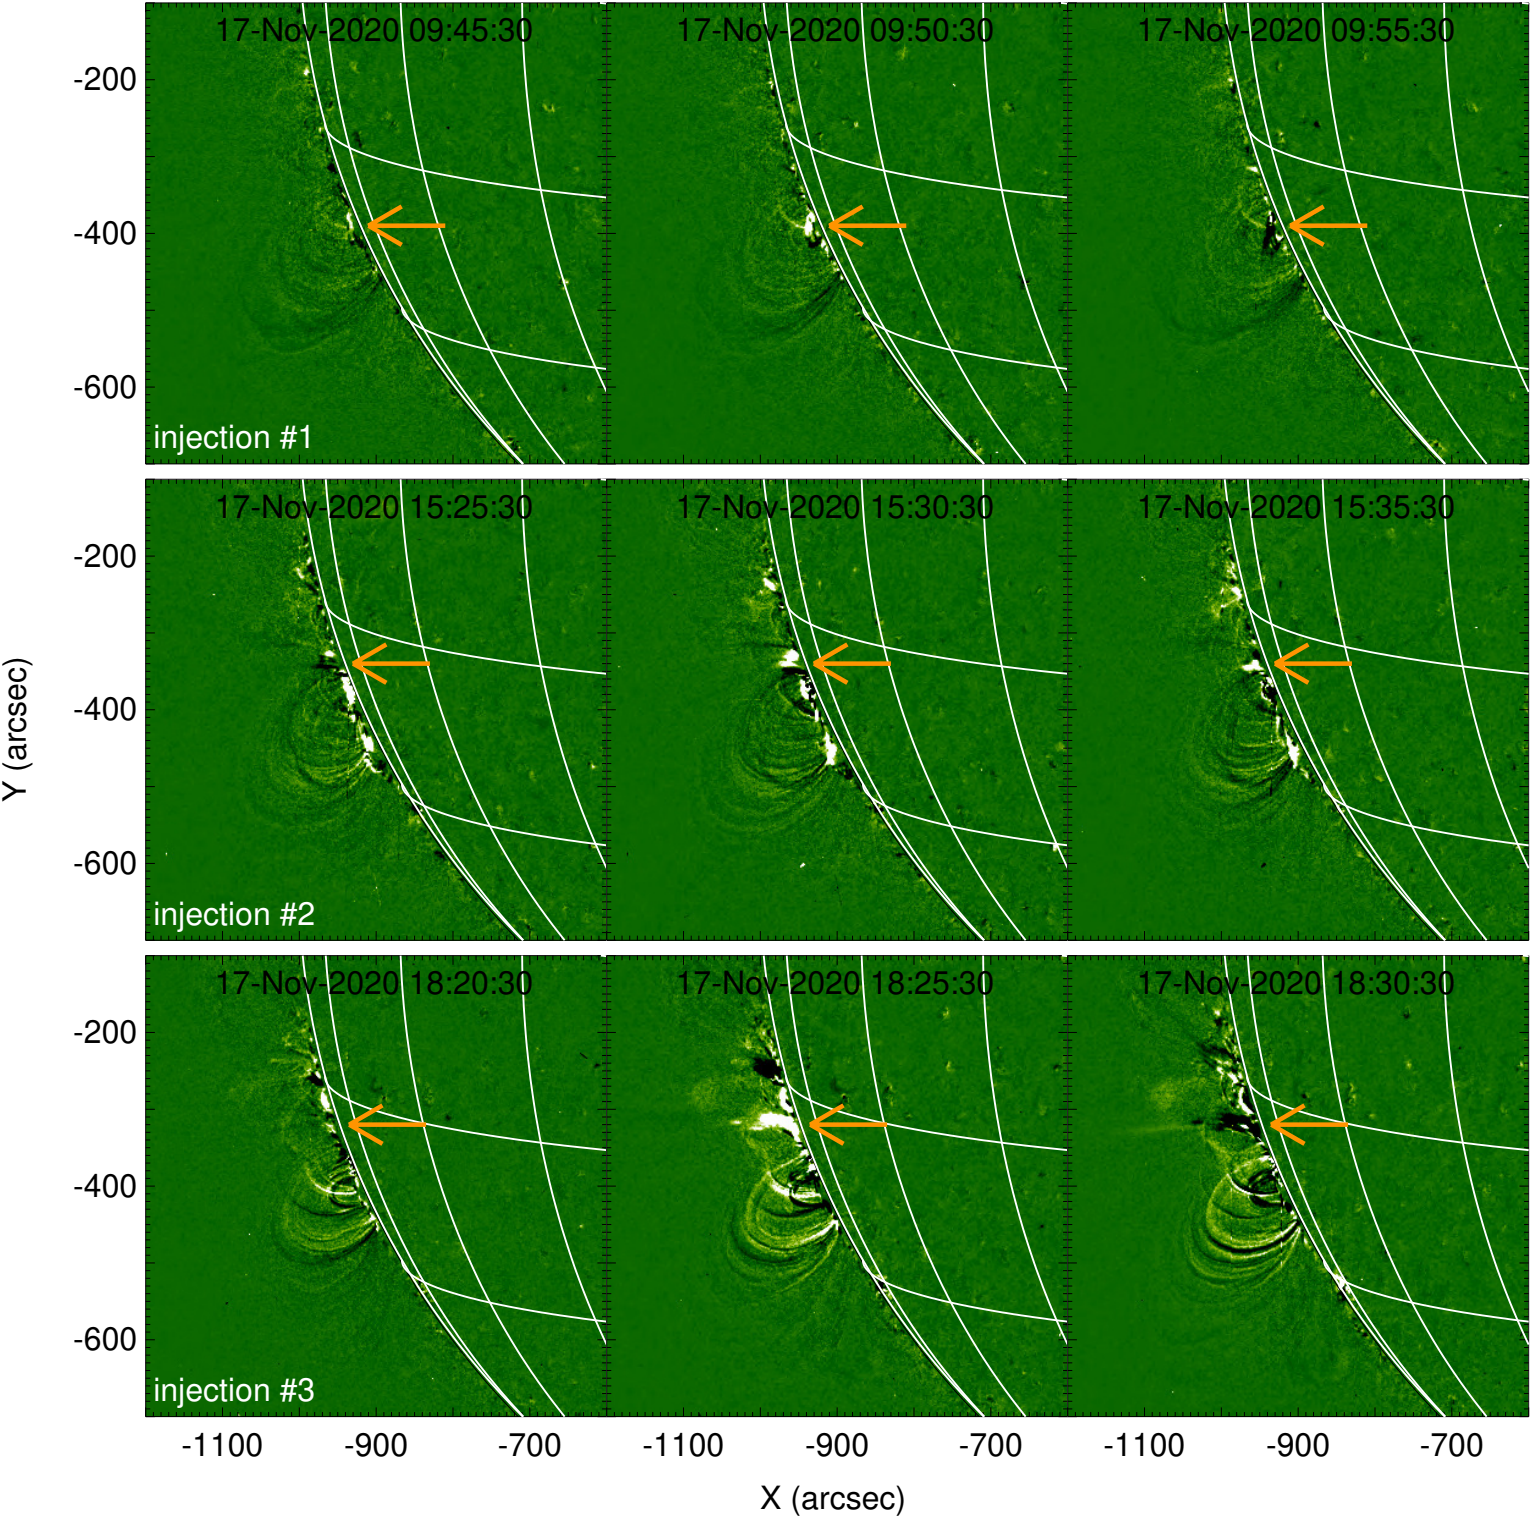 17-Nov-2020 09:45:30
17-Nov-2020 09:50:30
17-Nov-2020 09:55:30
-200
-400
-600
injection #1
17-Nov-2020 15:25:30
17-Nov-2020 15:30:30
17-Nov-2020 15:35:30
-200
-400
-600
injection #2
Y (arcsec)
17-Nov-2020 18:20:30
17-Nov-2020 18:25:30
17-Nov-2020 18:30:30
-200
-400
-600
injection #3
-1100 -900 -700 -1100 -900 -700 -1100 -900 -700
X (arcsec)